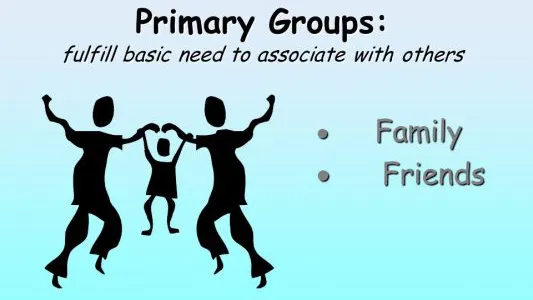 Primary Groups:
fulfill basic need to associate with others
• Family
• Friends